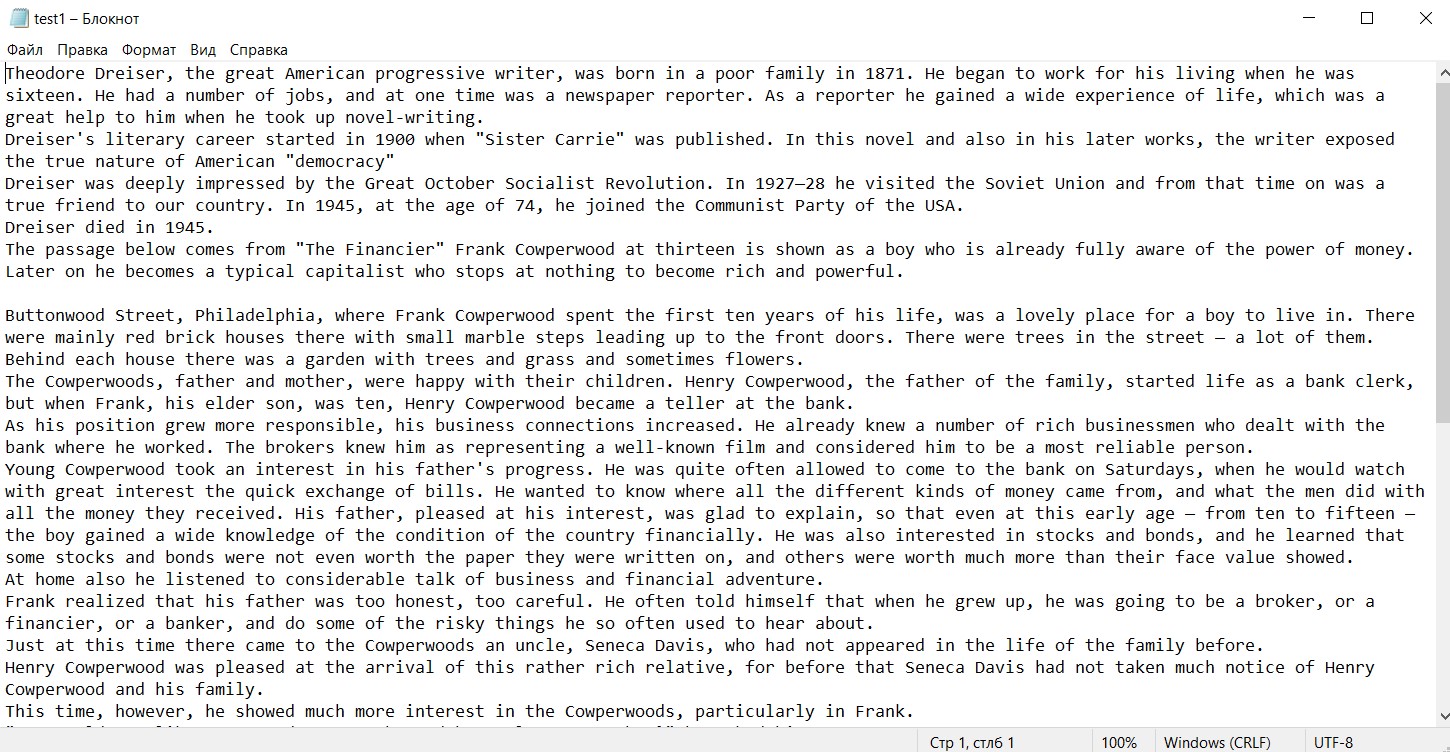 test1 – Блокнот
Файл Правка Формат Вид Справка
Theodore Dreiser, the great American progressive writer, was born in a poor family in 1871. He began to work for his living when he was
sixteen. He had a number of jobs, and at one time was a newspaper reporter. As a reporter he gained a wide experience of life, which was a
great help to him when he took up novel-writing.
Dreiser's literary career started in 1900 when "Sister Carrie" was published. In this novel and also in his later works, the writer exposed
the true nature of American "democracy"
Dreiser was deeply impressed by the Great October Socialist Revolution. In 1927—28 he visited the Soviet Union and from that time on was a
true friend to our country. In 1945, at the age of 74, he joined the Communist Party of the USA.
Dreiser died in 1945.
The passage below comes from "The Financier" Frank Cowperwood at thirteen is shown as a boy who is already fully aware of the power of money.
Later on he becomes a typical capitalist who stops at nothing to become rich and powerful.

Buttonwood Street, Philadelphia, where Frank Cowperwood spent the first ten years of his life, was a lovely place for a boy to live in. There
were mainly red brick houses there with small marble steps leading up to the front doors. There were trees in the street — a lot of them.
Behind each house there was a garden with trees and grass and sometimes flowers.
The Cowperwoods, father and mother, were happy with their children. Henry Cowperwood, the father of the family, started life as a bank clerk,
but when Frank, his elder son, was ten, Henry Cowperwood became a teller at the bank.
As his position grew more responsible, his business connections increased. He already knew a number of rich businessmen who dealt with the
bank where he worked. The brokers knew him as representing a well-known film and considered him to be a most reliable person.
Young Cowperwood took an interest in his father's progress. He was quite often allowed to come to the bank on Saturdays, when he would watch
with great interest the quick exchange of bills. He wanted to know where all the different kinds of money came from, and what the men did with
all the money they received. His father, pleased at his interest, was glad to explain, so that even at this early age — from ten to fifteen —
the boy gained a wide knowledge of the condition of the country financially. He was also interested in stocks and bonds, and he learned that
some stocks and bonds were not even worth the paper they were written on, and others were worth much more than their face value showed.
At home also he listened to considerable talk of business and financial adventure.
Frank realized that his father was too honest, too careful. He often told himself that when he grew up, he was going to be a broker, or a
financier, or a banker, and do some of the risky things he so often used to hear about.
Just at this time there came to the Cowperwoods an uncle, Seneca Davis, who had not appeared in the life of the family before.
Henry Cowperwood was pleased at the arrival of this rather rich relative, for before that Seneca Davis had not taken much notice of Henry
Cowperwood and his family.
This time, however, he showed much more interest in the Cowperwoods, particularly in Frank.
Стр 1, стлб 1 100% Windows (CRLF) UTF-8